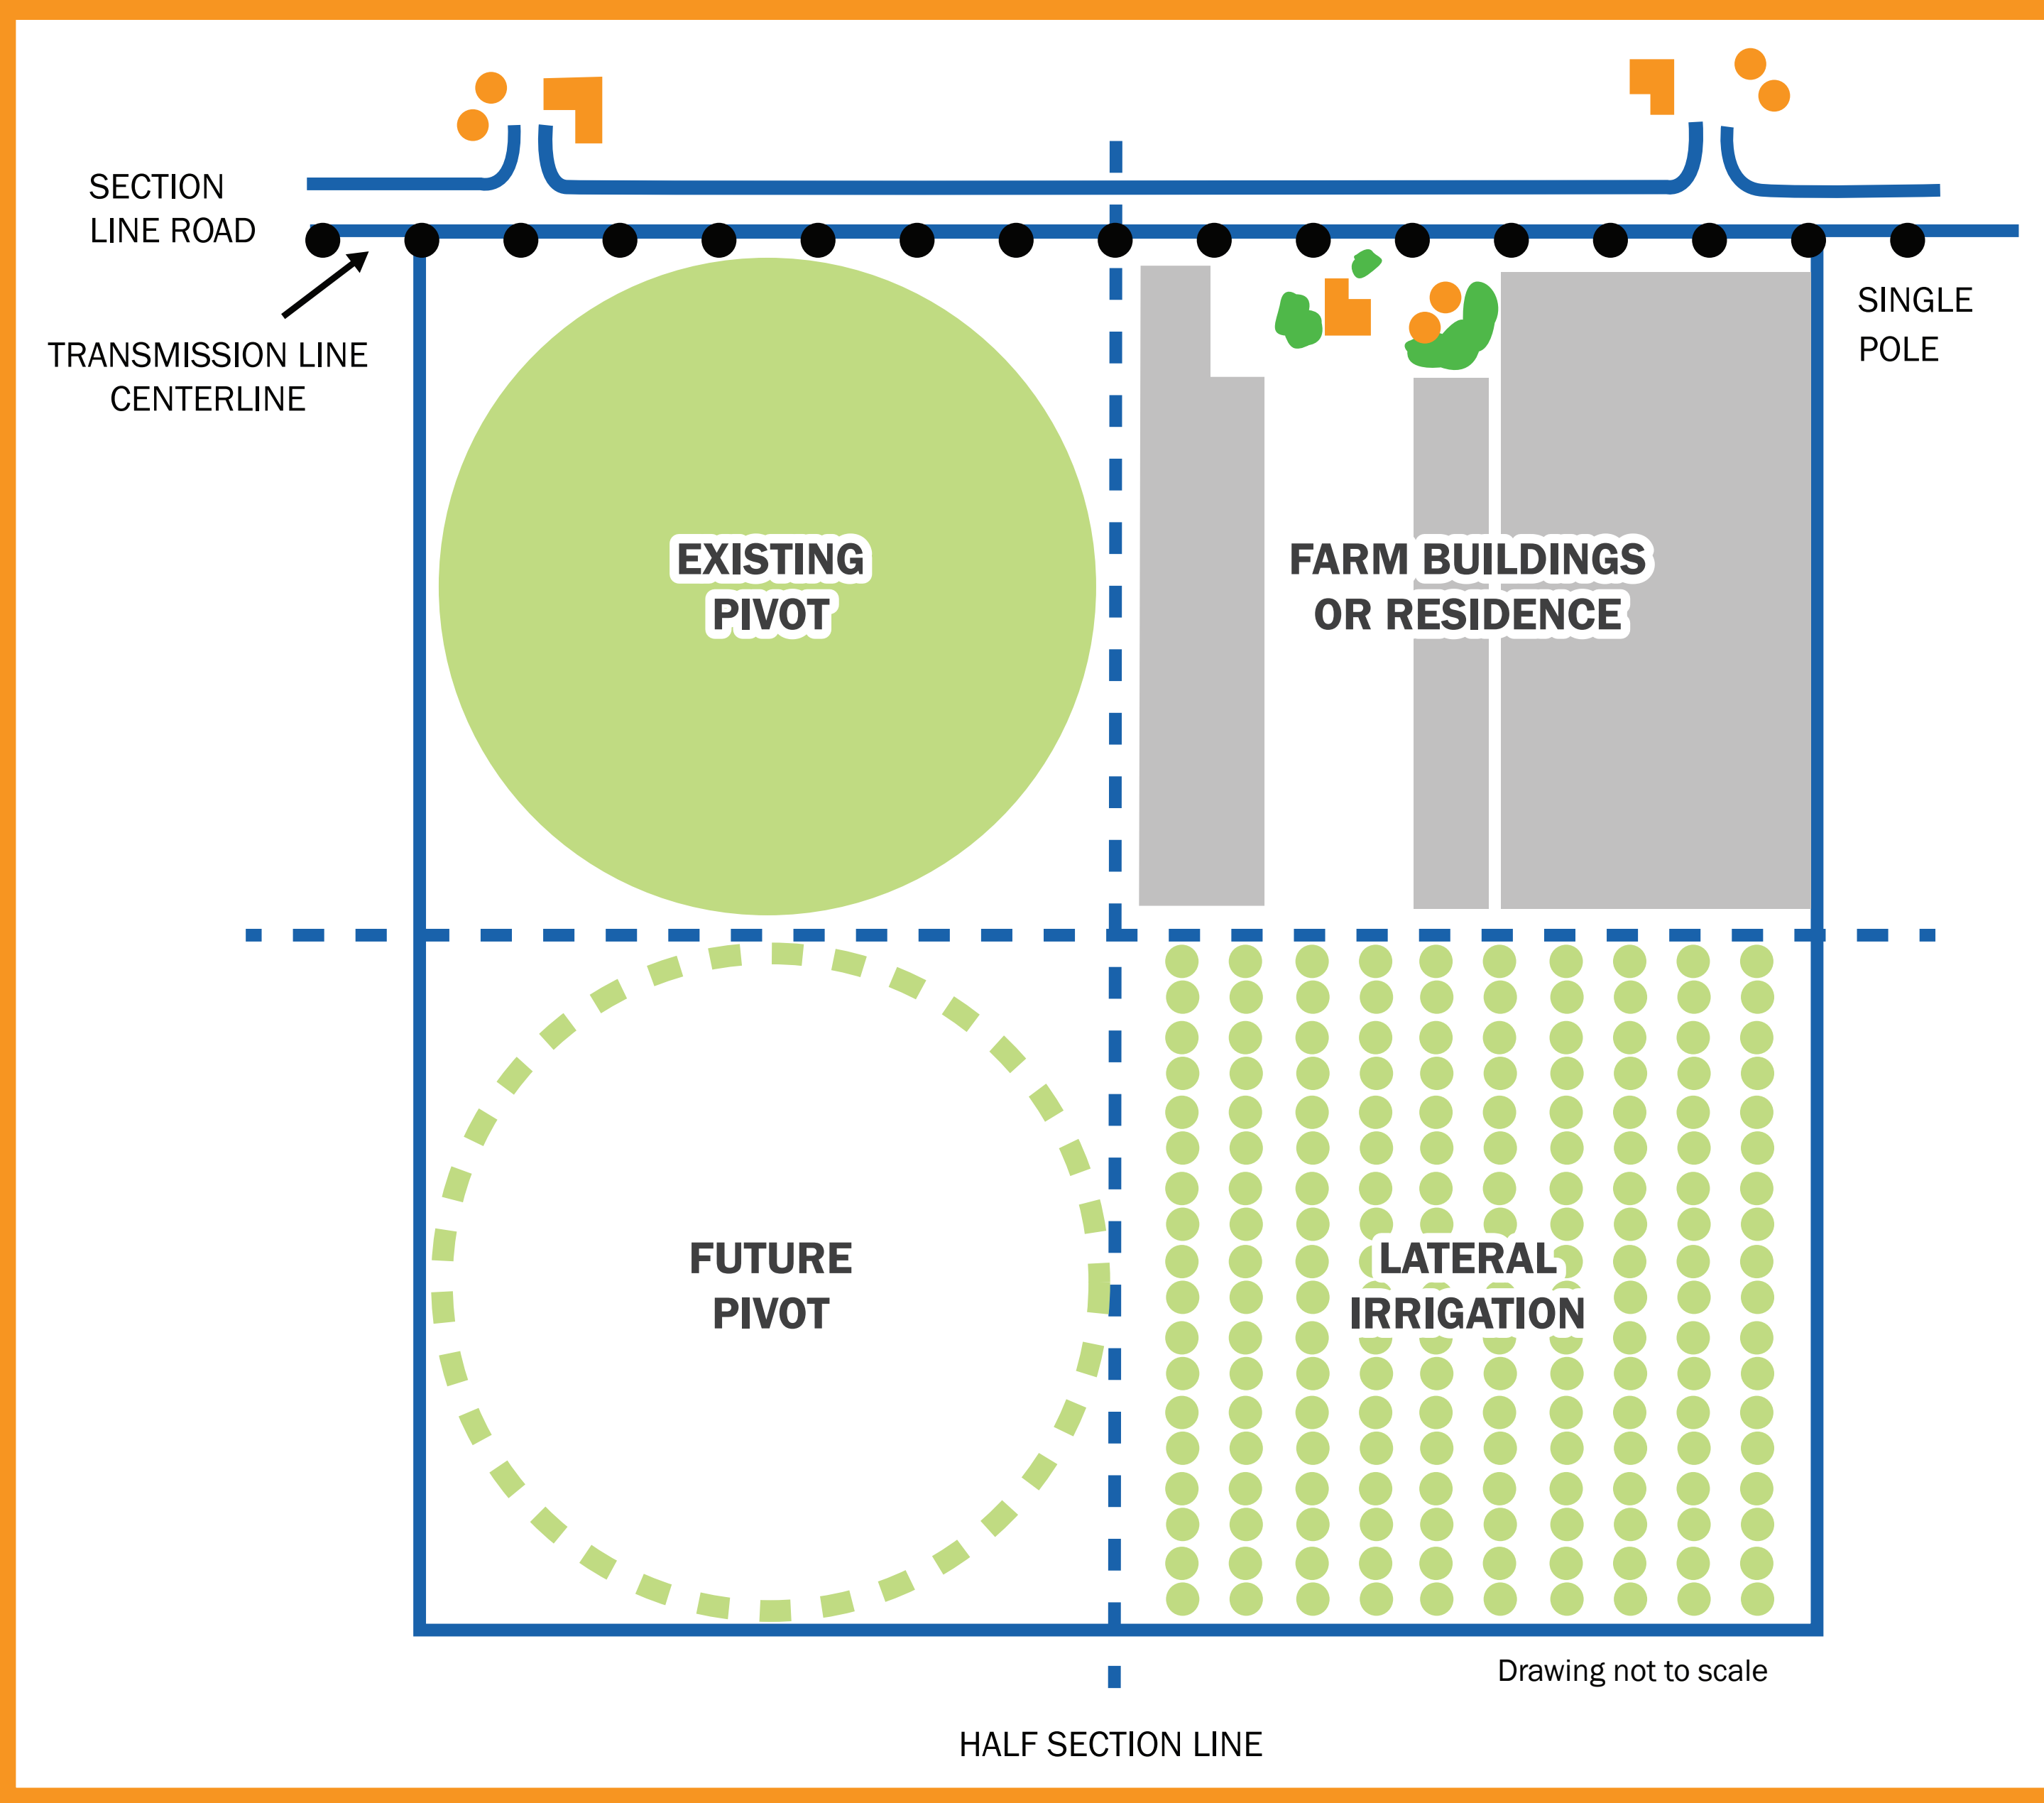 SECTION
LINE ROAD
TRANSMISSION LINE
CENTERLINE
SINGLE
POLE
EXISTING
PIVOT
FARM BUILDINGS
OR RESIDENCE
FUTURE
PIVOT
LATERAL
IRRIGATION
Drawing not to scale
HALF SECTION LINE